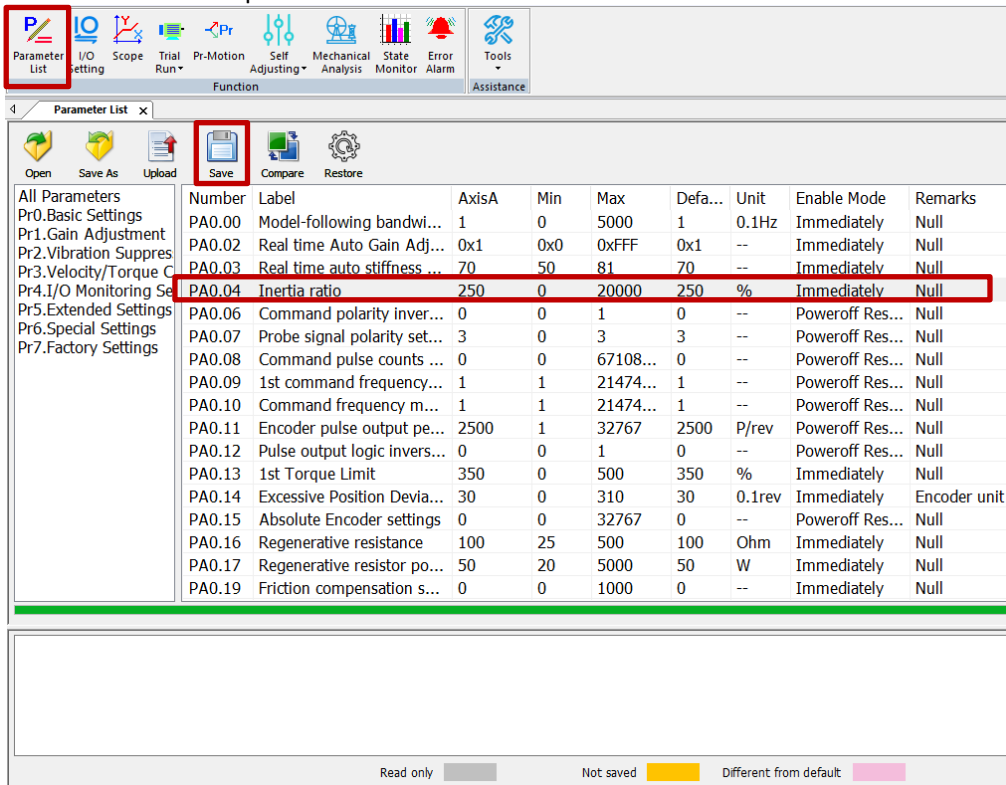 Parameter List
I/O Setting
Scope
Trial Run
Pr-Motion
Self Adjusting
Mechanical Analysis
State Monitor
Error Alarm
Tools
Function
Assistance
Parameter List x
Open
Save As
Upload
Save
Compare
Restore
All Parameters
Pr0.Basic Settings
Pr1.Gain Adjustment
Pr2.Vibration Suppres
Pr3.Velocity/Torque C
Pr4.I/O Monitoring Se
Pr5.Extended Settings
Pr6.Special Settings
Pr7.Factory Settings
Number Label AxisA Min Max Defa... Unit Enable Mode Remarks
PA0.00 Model-following bandwi... 1 0 5000 1 0.1Hz Immediately Null
PA0.02 Real time Auto Gain Adj... 0x1 0x0 0xFFF 0x1 -- Immediately Null
PA0.03 Real time auto stiffness ... 70 50 81 70 -- Immediately Null
PA0.04 Inertia ratio 250 0 20000 250 % Immediately Null
PA0.06 Command polarity inver... 0 0 1 0 -- Poweroff Res... Null
PA0.07 Probe signal polarity set... 3 0 3 3 -- Poweroff Res... Null
PA0.08 Command pulse counts ... 0 0 67108... 0 -- Poweroff Res... Null
PA0.09 1st command frequency... 1 1 21474... 1 -- Poweroff Res... Null
PA0.10 Command frequency m... 1 1 21474... 1 -- Poweroff Res... Null
PA0.11 Encoder pulse output pe... 2500 1 32767 2500 P/rev Poweroff Res... Null
PA0.12 Pulse output logic invers... 0 0 1 0 -- Poweroff Res... Null
PA0.13 1st Torque Limit 350 0 500 350 % Immediately Null
PA0.14 Excessive Position Devia... 30 0 310 30 0.1rev Immediately Encoder unit
PA0.15 Absolute Encoder settings 0 0 32767 0 -- Poweroff Res... Null
PA0.16 Regenerative resistance 100 25 500 100 Ohm Immediately Null
PA0.17 Regenerative resistor po... 50 20 5000 50 W Immediately Null
PA0.19 Friction compensation s... 0 0 1000 0 -- Immediately Null
Read only
Not saved
Different from default